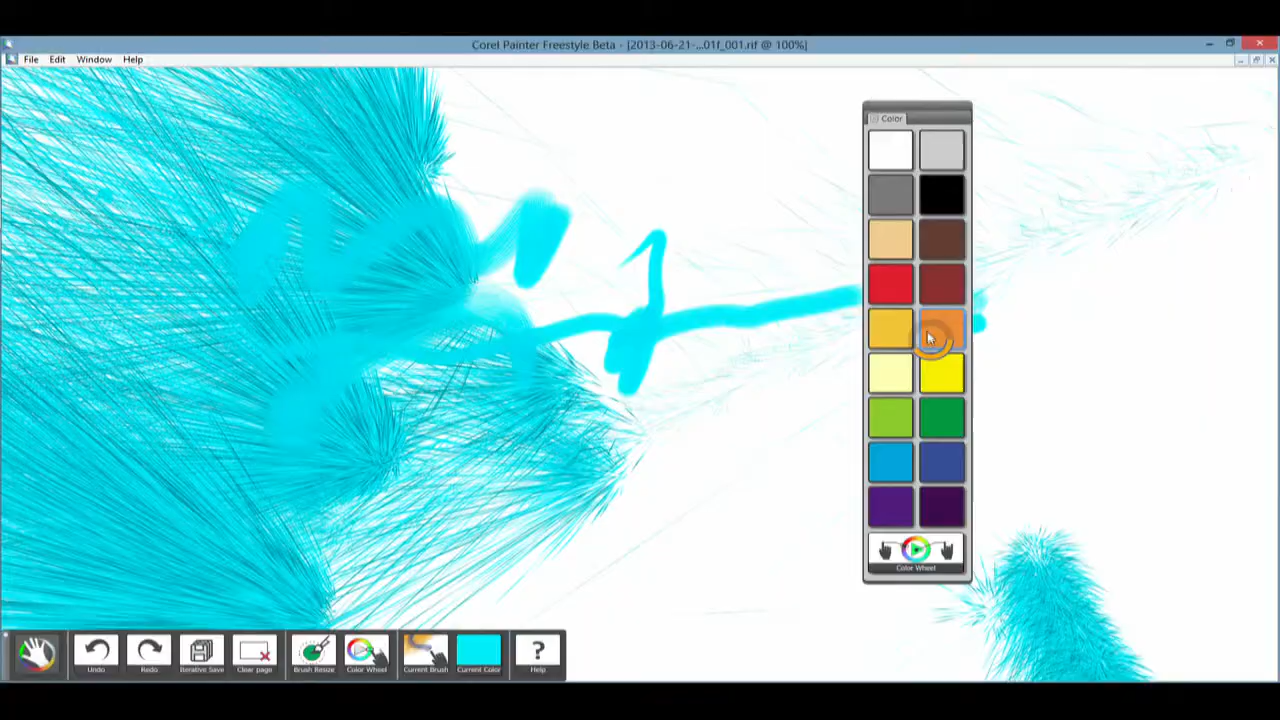 Corel Painter Freestyle Beta - [2013-06-21-...01f_001.rif @ 100%]
File Edit Window Help
Color
Color Wheel
Undo Redo Iterative Save Clear page Brush Resize Color Wheel Current Brush Current Color ? Help